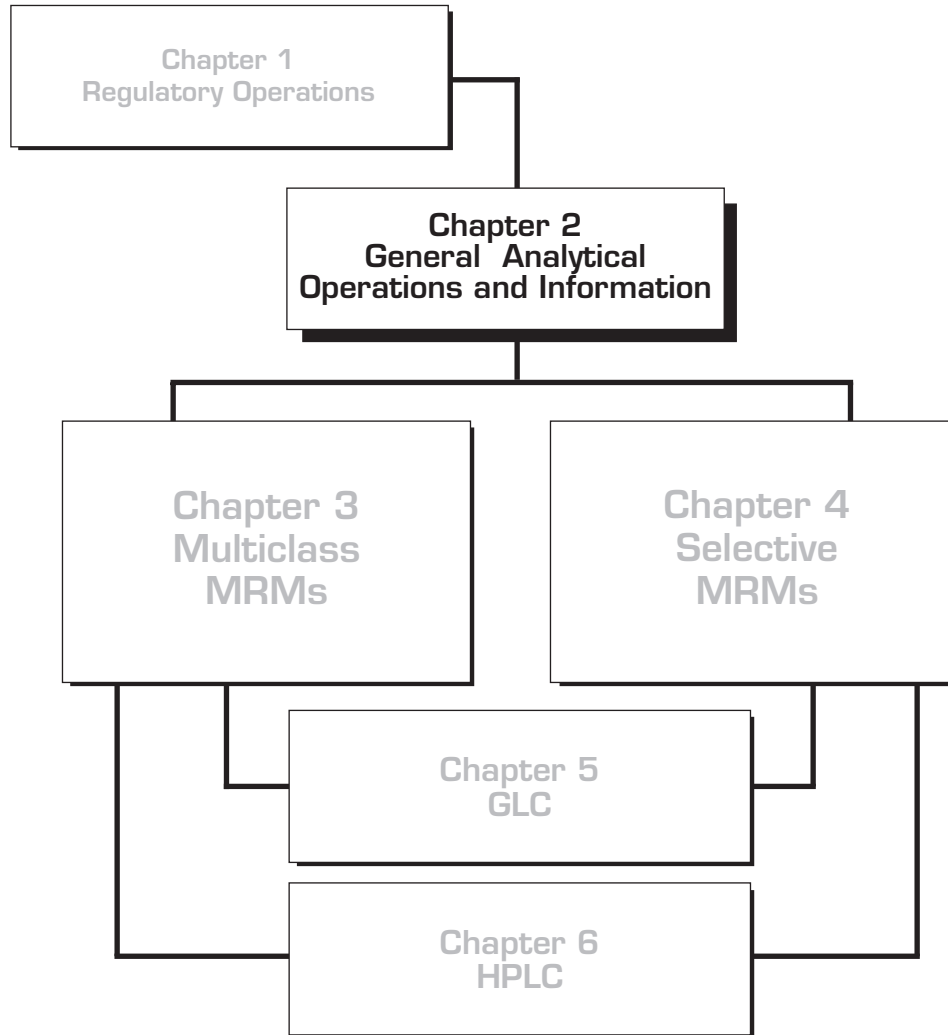 Chapter 1
Regulatory Operations
Chapter 2
General Analytical
Operations and Information
Chapter 3
Multiclass
MRMs
Chapter 4
Selective
MRMs
Chapter 5
GLC
Chapter 6
HPLC